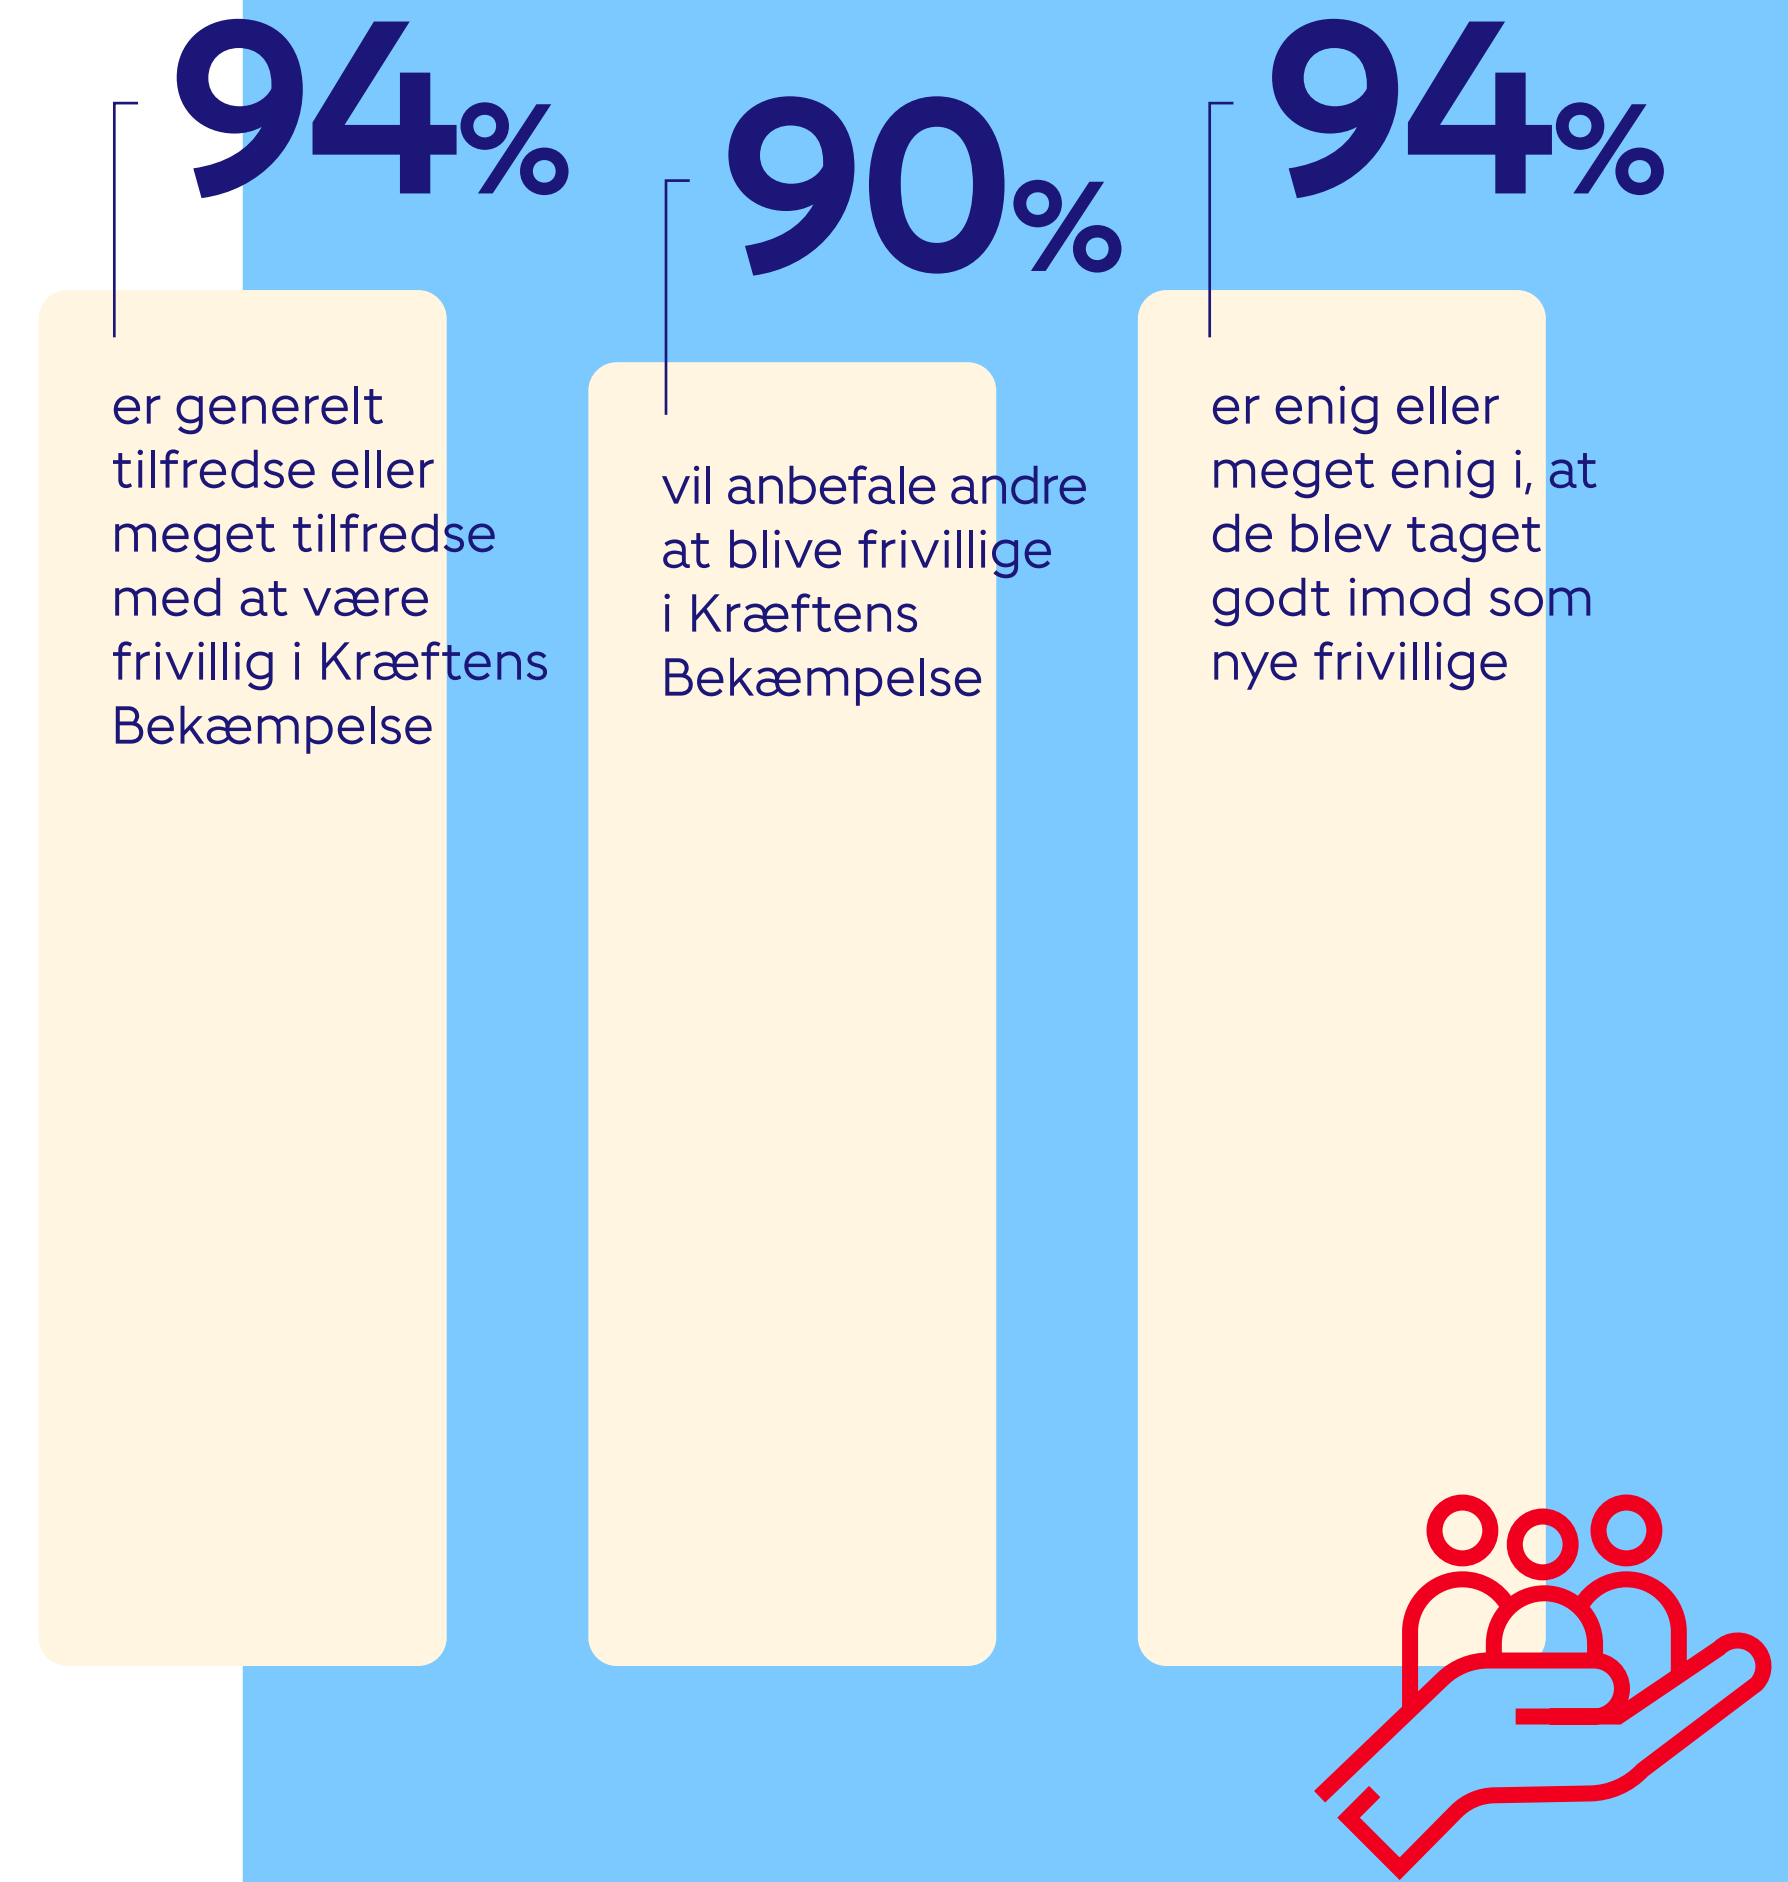 94%
er generelt
tilfredse eller
meget tilfredse
med at være
frivillig i Kræftens
Bekæmpelse
90%
vil anbefale andre
at blive frivillige
i Kræftens
Bekæmpelse
94%
er enig eller
meget enig i, at
de blev taget
godt imod som
nye frivillige